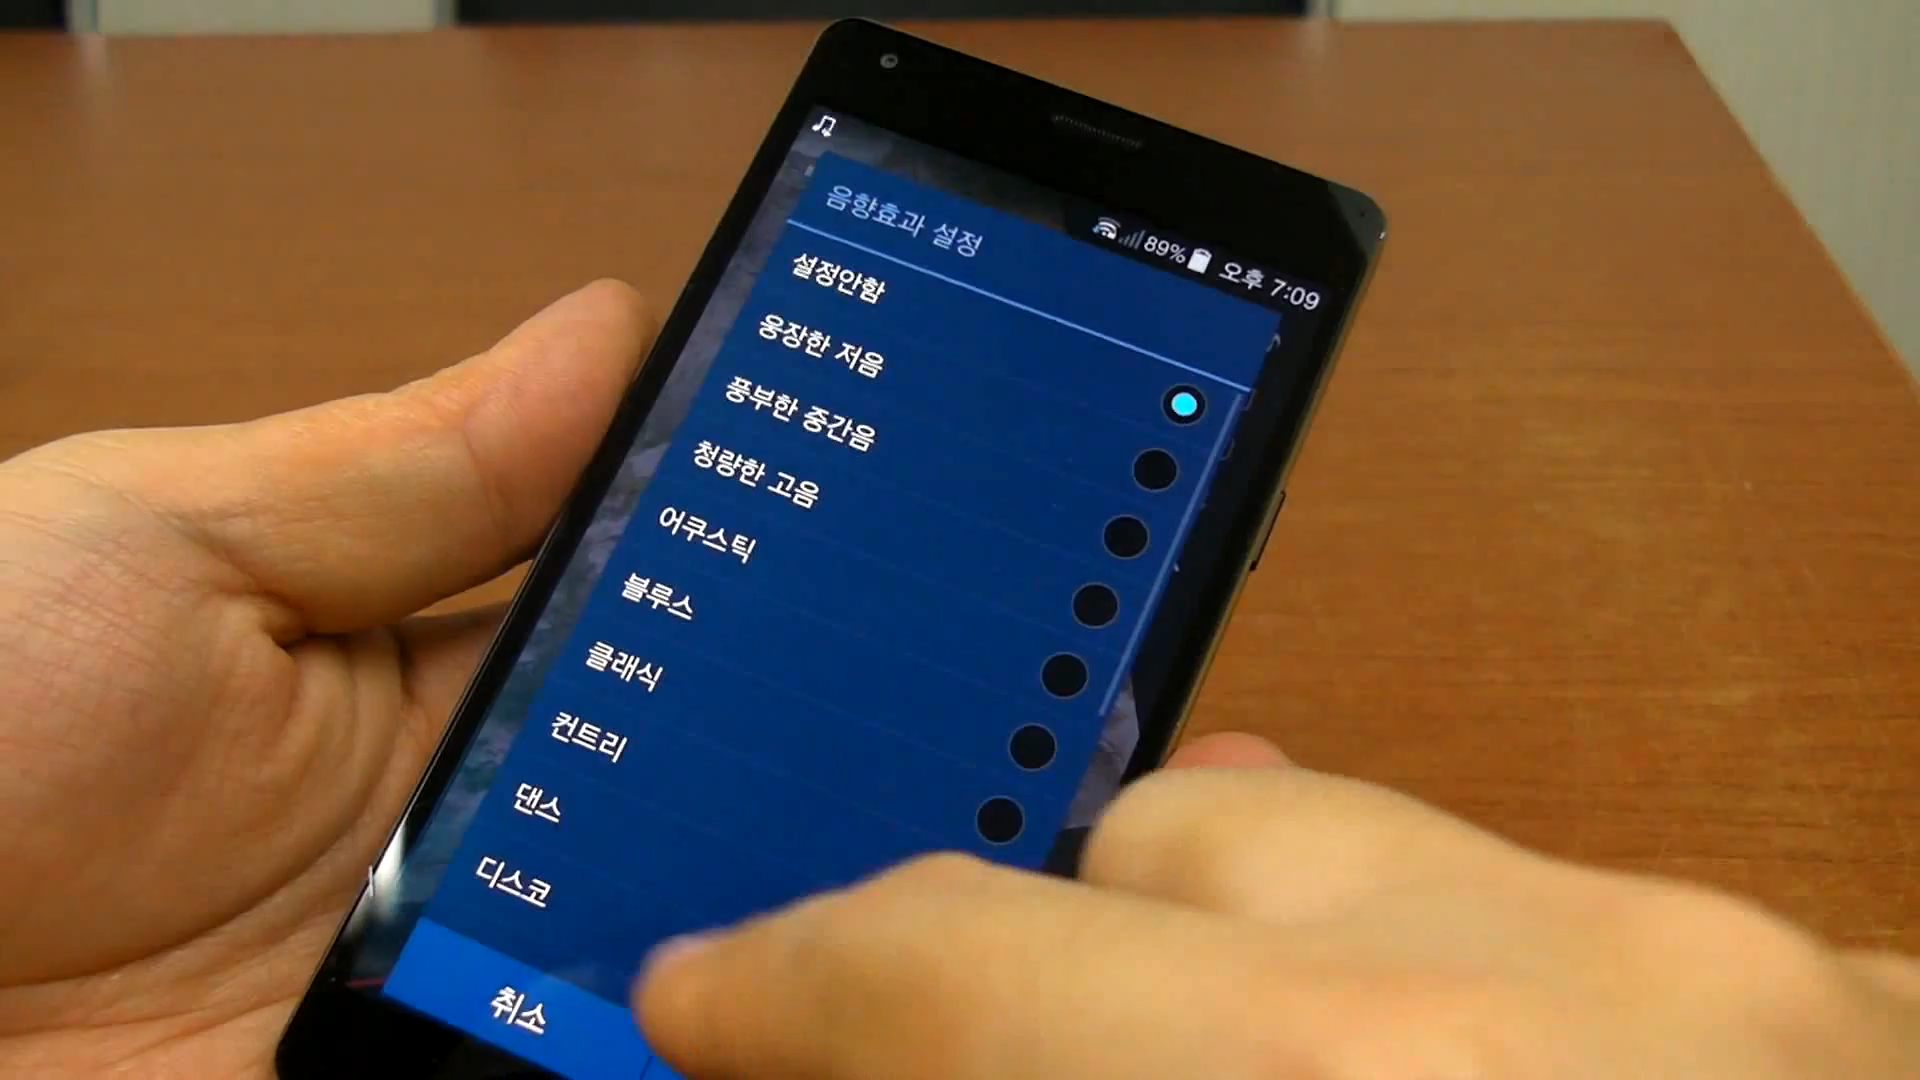 89% 오후 7:09
음향효과 설정
설정안함
웅장한 저음
풍부한 중간음
청량한 고음
어쿠스틱
블루스
클래식
컨트리
댄스
디스코
취소